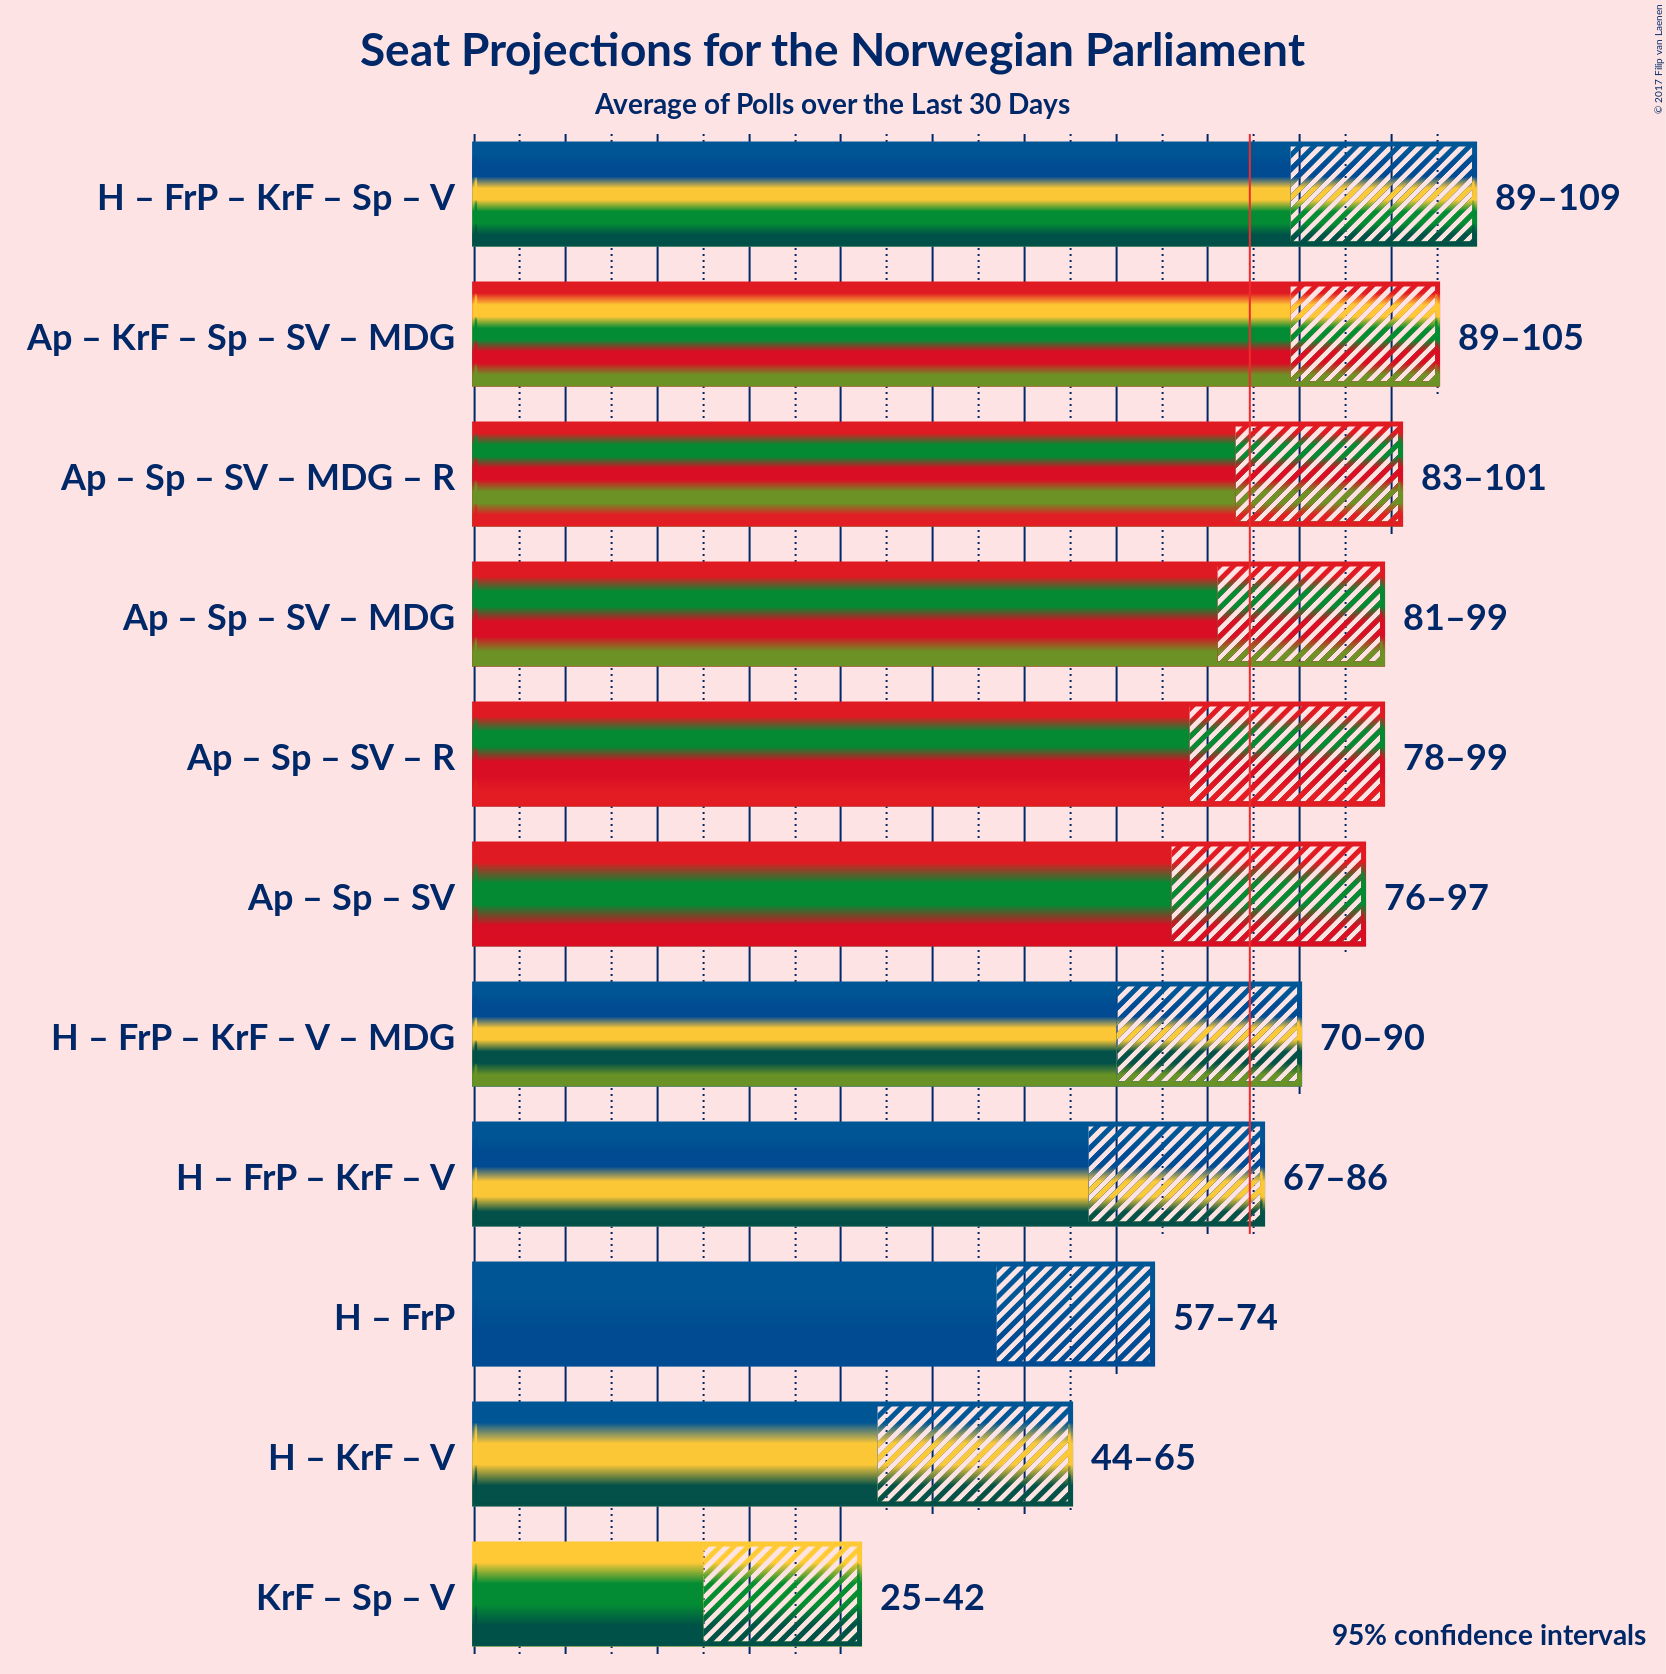 Seat Projections for the Norwegian Parliament
Average of Polls over the Last 30 Days
© 2017 Filip van Laenen
H – FrP – KrF – Sp – V 89–109
Ap – KrF – Sp – SV – MDG 89–105
Ap – Sp – SV – MDG – R 83–101
Ap – Sp – SV – MDG 81–99
Ap – Sp – SV – R 78–99
Ap – Sp – SV 76–97
H – FrP – KrF – V – MDG 70–90
H – FrP – KrF – V 67–86
H – FrP 57–74
H – KrF – V 44–65
KrF – Sp – V 25–42
95% confidence intervals